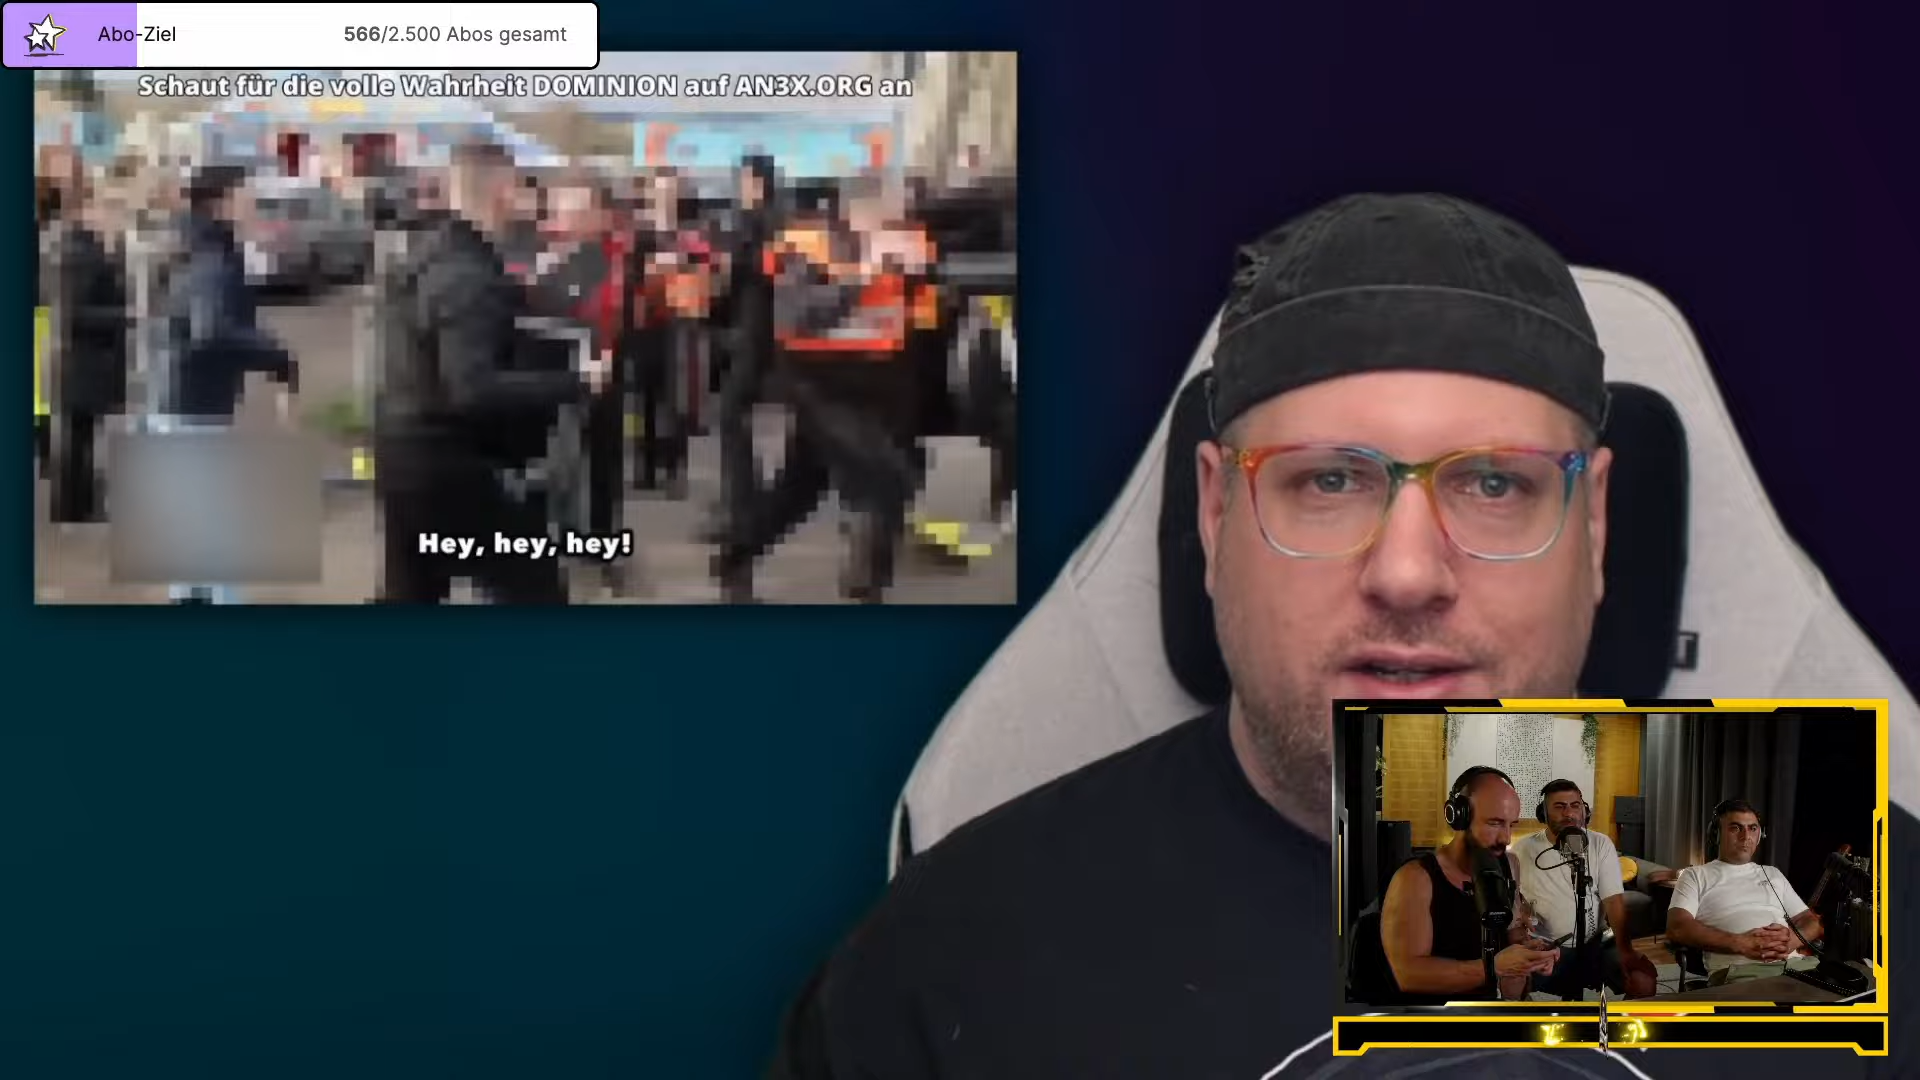 Abo-Ziel
566/2.500 Abos gesamt
Schaut für die volle Wahrheit DOMINION auf AN3X.ORG an
Hey, hey, hey!